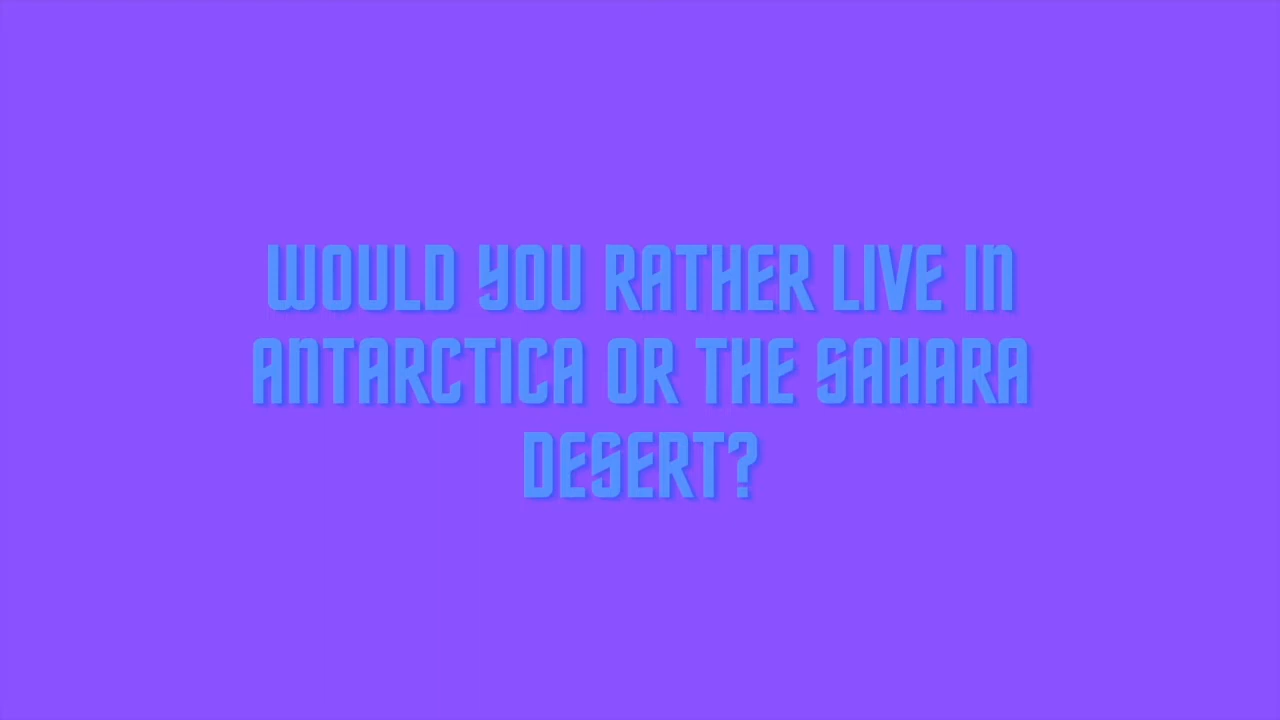 WOULD YOU RATHER LIVE IN
ANTARCTICA OR THE SAHARA
DESERT?